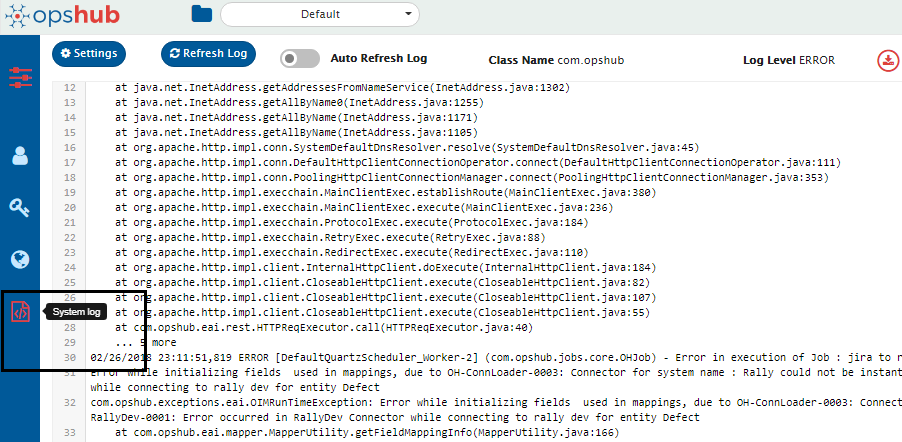 opshub
Default
Settings
Refresh Log
Auto Refresh Log
Class Name com.opshub
Log Level ERROR
12 at java.net.InetAddress.getAddressesFromNameService(InetAddress.java:1302)
13 at java.net.InetAddress.getAllByName0(InetAddress.java:1255)
14 at java.net.InetAddress.getAllByName(InetAddress.java:1171)
15 at java.net.InetAddress.getAllByName(InetAddress.java:1105)
16 at org.apache.http.impl.conn.SystemDefaultDnsResolver.resolve(SystemDefaultDnsResolver.java:45)
17 at org.apache.http.impl.conn.DefaultHttpClientConnectionOperator.connect(DefaultHttpClientConnectionOperator.java:111)
18 at org.apache.http.impl.conn.PoolingHttpClientConnectionManager.connect(PoolingHttpClientConnectionManager.java:353)
19 at org.apache.http.impl.execchain.MainClientExec.establishRoute(MainClientExec.java:380)
20 at org.apache.http.impl.execchain.MainClientExec.execute(MainClientExec.java:236)
21 at org.apache.http.impl.execchain.ProtocolExec.execute(ProtocolExec.java:184)
22 at org.apache.http.impl.execchain.RetryExec.execute(RetryExec.java:88)
23 at org.apache.http.impl.execchain.RedirectExec.execute(RedirectExec.java:110)
24 at org.apache.http.impl.client.InternalHttpClient.doExecute(InternalHttpClient.java:184)
25 at org.apache.http.impl.client.CloseableHttpClient.execute(CloseableHttpClient.java:82)
26 at org.apache.http.impl.client.CloseableHttpClient.execute(CloseableHttpClient.java:107)
System log
at org.apache.http.impl.client.CloseableHttpClient.execute(CloseableHttpClient.java:55)
28 at com.opshub.eai.rest.HTTPReqExecutor.call(HTTPReqExecutor.java:40)
29 ... 5 more
30 02/26/2018 23:11:51,819 ERROR [DefaultQuartzScheduler_Worker-2] (com.opshub.jobs.core.OHJob) - Error in execution of Job : jira to r
31 Error while initializing fields used in mappings, due to OH-ConnLoader-0003: Connector for system name : Rally could not be instan
while connecting to rally dev for entity Defect
32 com.opshub.exceptions.eai.OIMRunTimeException: Error while initializing fields used in mappings, due to OH-ConnLoader-0003: Connec
RallyDev-0001: Error occurred in RallyDev Connector while connecting to rally dev for entity Defect
33 at com.opshub.eai.mapper.MapperUtility.getFieldMappingInfo(MapperUtility.java:166)